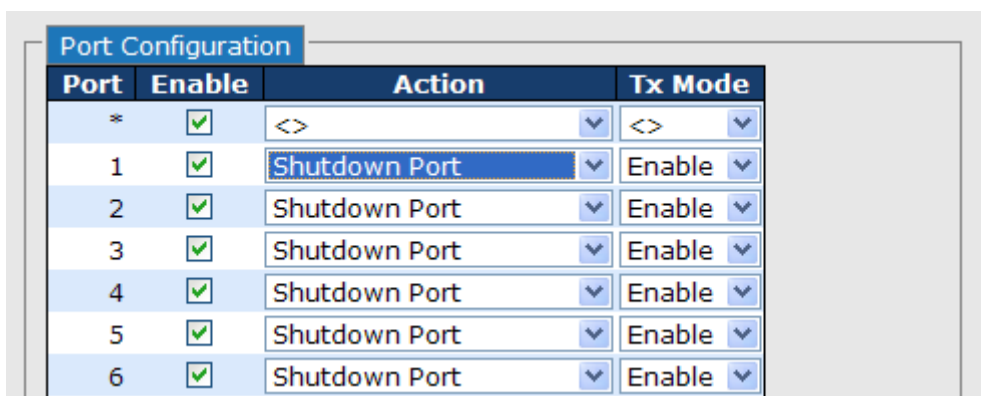 Port Configuration
Port Enable Action Tx Mode
* <> <>
1 Shutdown Port Enable
2 Shutdown Port Enable
3 Shutdown Port Enable
4 Shutdown Port Enable
5 Shutdown Port Enable
6 Shutdown Port Enable